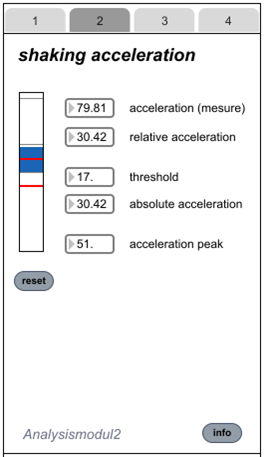 1 2 3 4
shaking acceleration
79.81 acceleration (mesure)
30.42 relative acceleration
17. threshold
30.42 absolute acceleration
51. acceleration peak
reset
Analysismodul2 info